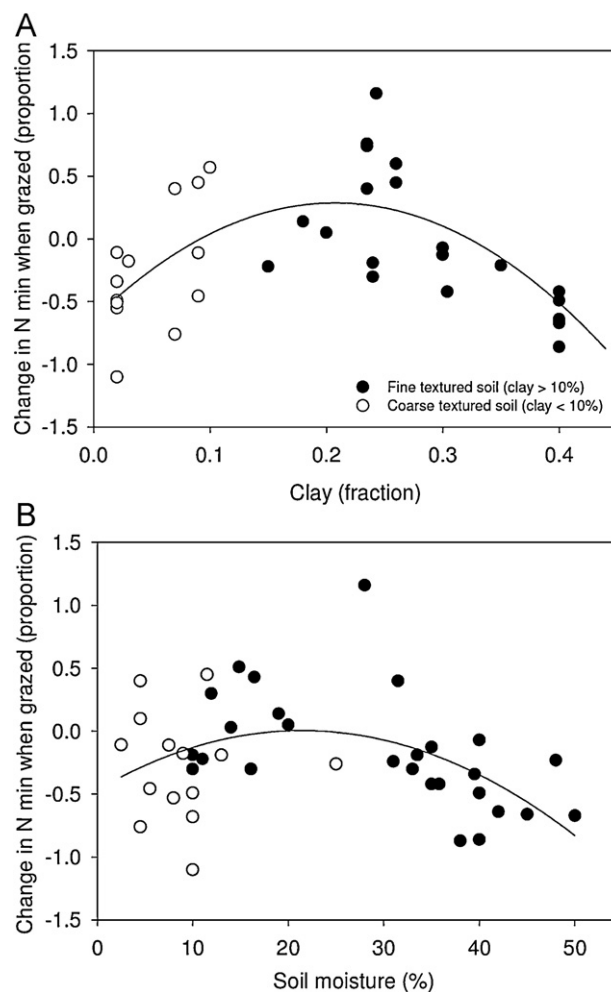 A
Change in N min when grazed (proportion
1.5
1.0
0.5
0.0
-0.5
-1.0
-1.5
Fine textured soil (clay > 10%)
Coarse textured soil (clay < 10%)
0.0 0.1 0.2 0.3 0.4
Clay (fraction)
B
Change in N min when grazed (proportion)
1.5
1.0
0.5
0.0
-0.5
-1.0
-1.5
0 10 20 30 40 50
Soil moisture (%)